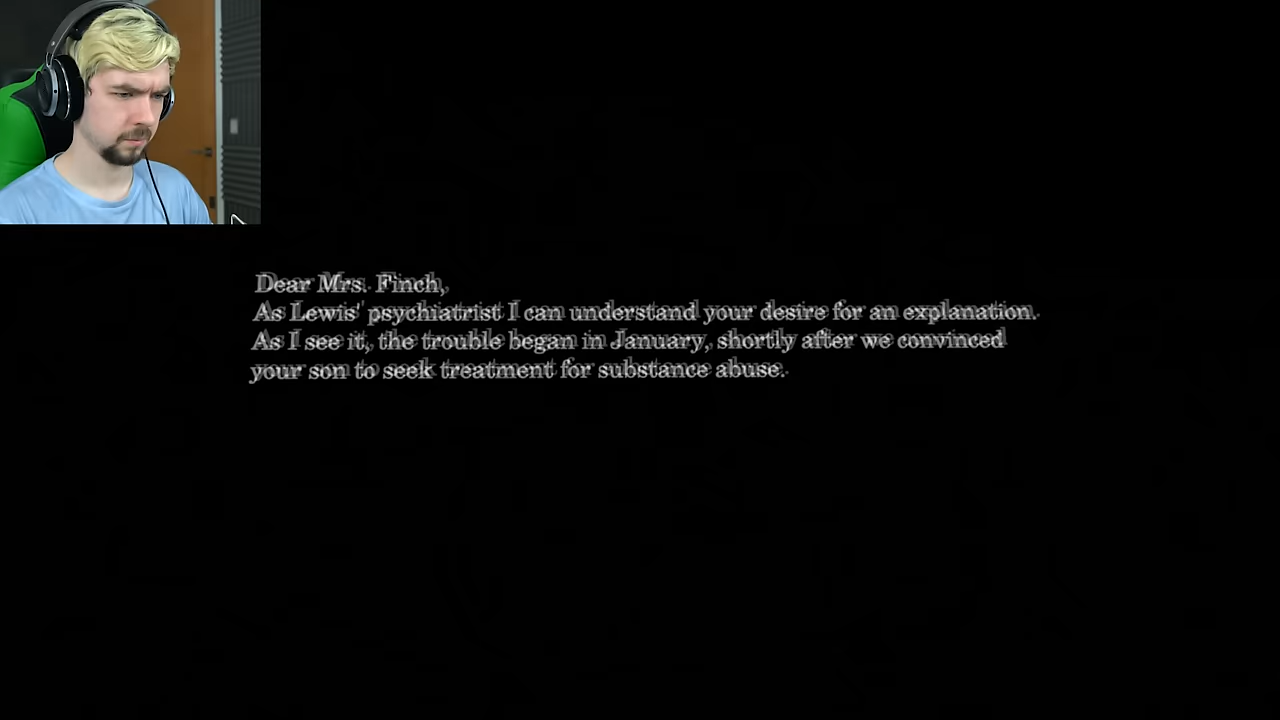 Dear Mrs. Finch,
As Lewis' psychiatrist I can understand your desire for an explanation.
As I see it, the trouble began in January, shortly after we convinced
your son to seek treatment for substance abuse.